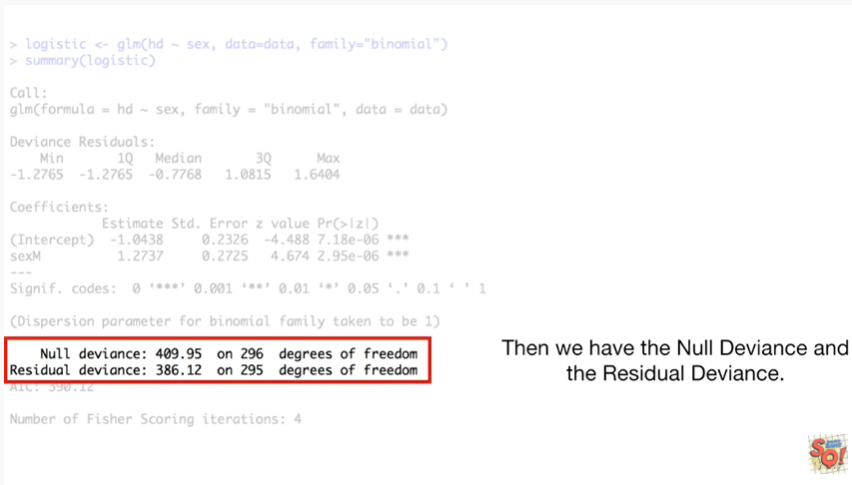 > logistic <- glm(hd ~ sex, data=data, family="binomial")
> summary(logistic)
Call:
glm(formula = hd ~ sex, family = "binomial", data = data)
Deviance Residuals:
Min 1Q Median 3Q Max
-1.2765 -1.2765 -0.7768 1.0815 1.6404
Coefficients:
Estimate Std. Error z value Pr(>|z|)
(Intercept) -1.0438 0.2326 -4.488 7.18e-06 ***
sexM 1.2737 0.2725 4.674 2.95e-06 ***
---
Signif. codes: 0 ‘***’ 0.001 ‘**’ 0.01 ‘*’ 0.05 ‘.’ 0.1 ‘ ’ 1
(Dispersion parameter for binomial family taken to be 1)
Null deviance: 409.95 on 296 degrees of freedom
Residual deviance: 386.12 on 295 degrees of freedom
AIC: 390.12
Number of Fisher Scoring iterations: 4
Then we have the Null Deviance and
the Residual Deviance.
SQ!